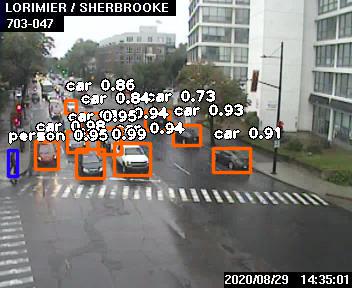 LORIMIER / SHERBROOKE
703-047
car 0.86
car 0.84
car 0.73
car 0.95
0.94
car 0.93
car 0.95
0.94
person 0.95
0.99
car 0.91
2020/08/29 14:35:01